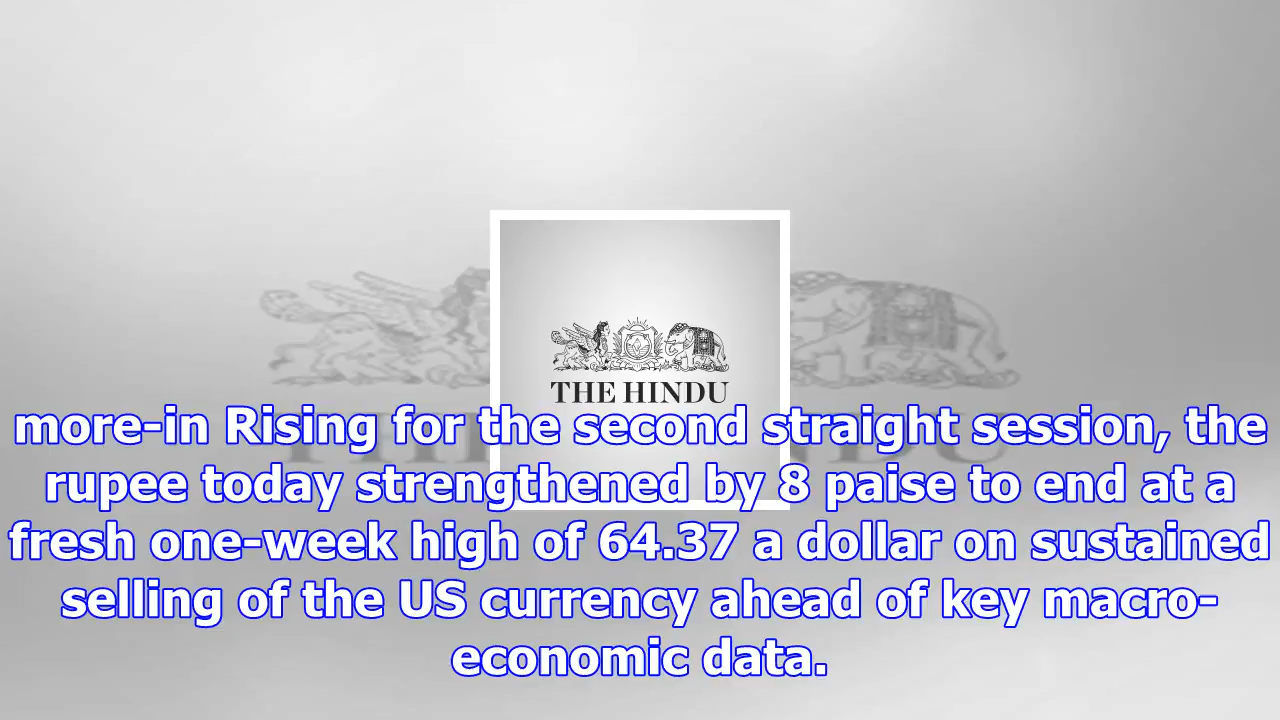 THE HINDU
more-in Rising for the second straight session, the
rupee today strengthened by 8 paise to end at a
fresh one-week high of 64.37 a dollar on sustained
selling of the US currency ahead of key macro-
economic data.